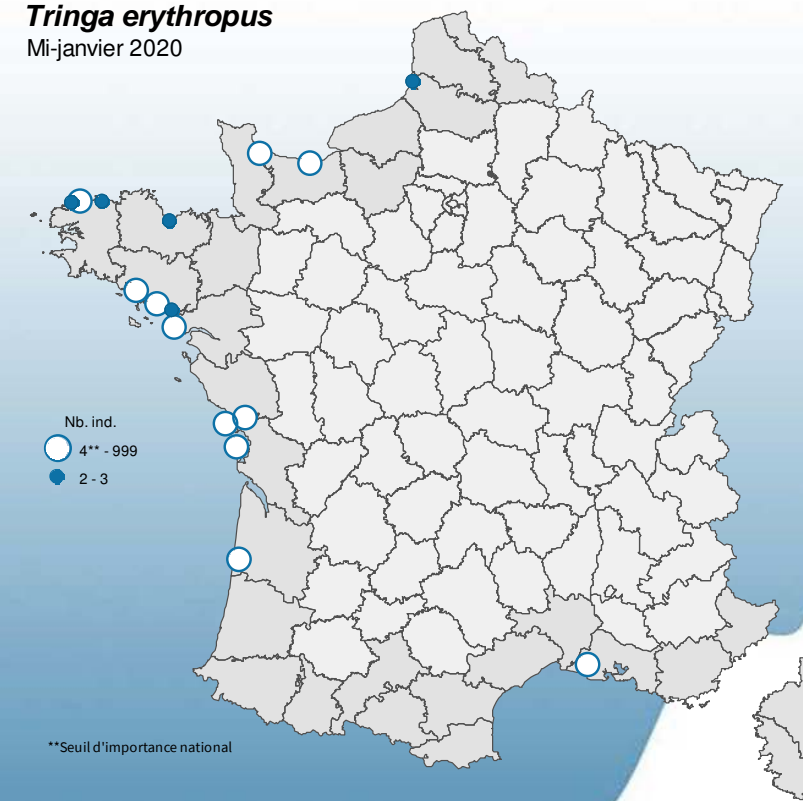 Tringa erythropus
Mi-janvier 2020
Nb. ind.
4** - 999
2 - 3
**Seuil d'importance national